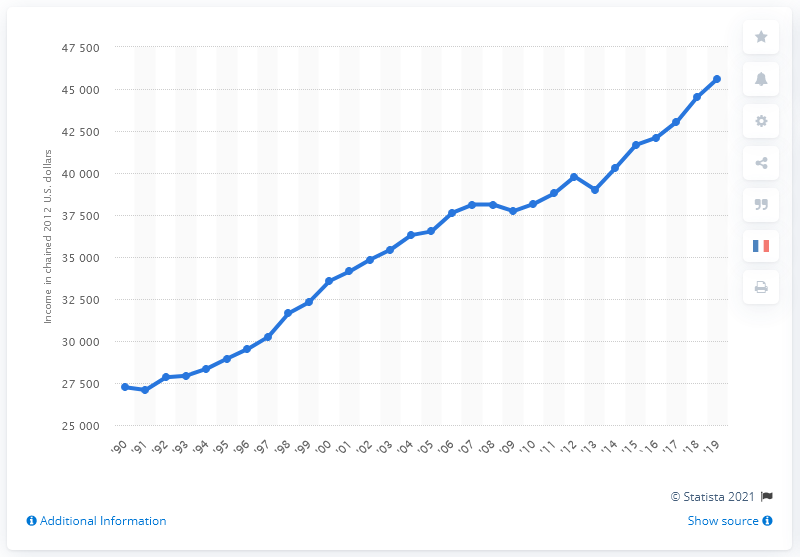 47 500
45 000
42 500
40 000
37 500
35 000
32 500
30 000
27 500
25 000
Income in chained 2012 U.S. dollars
'90 '91 '92 '93 '94 '95 '96 '97 '98 '99 '00 '01 '02 '03 '04 '05 '06 '07 '08 '09 '10 '11 '12 '13 '14 '15 '16 '17 '18 '19
© Statista 2021
Additional Information
Show source